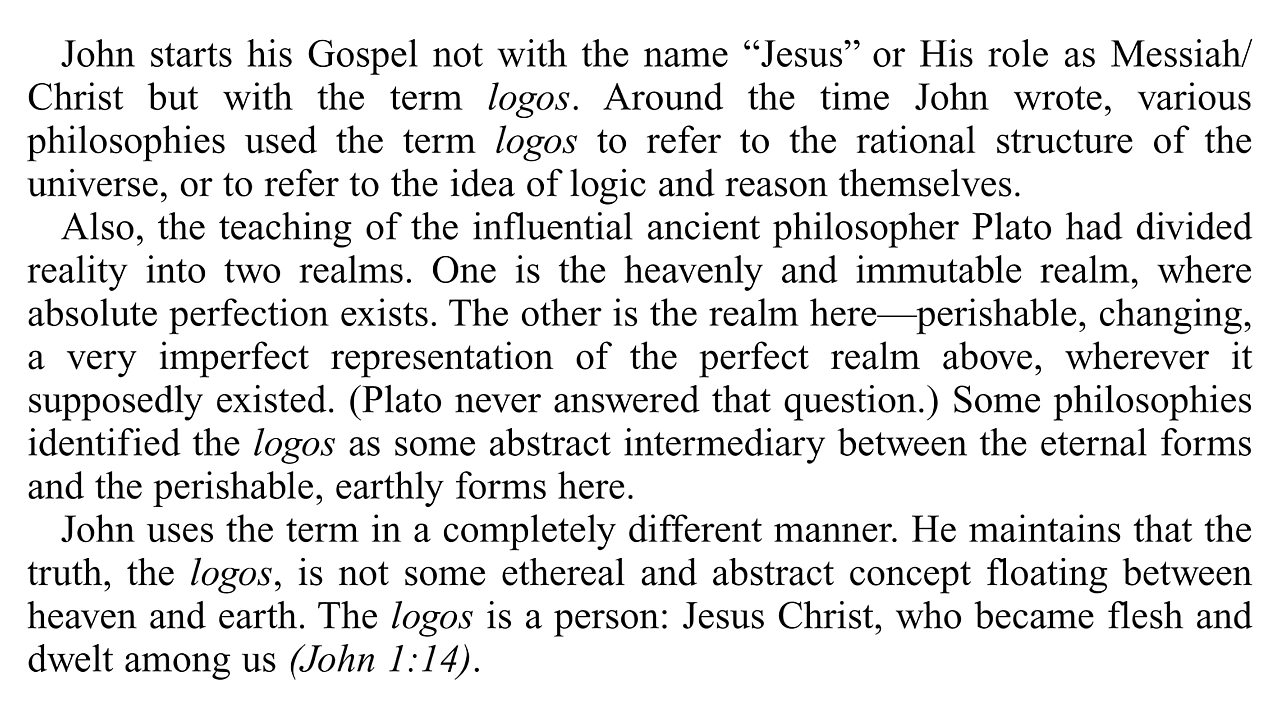 John starts his Gospel not with the name “Jesus” or His role as Messiah/
Christ but with the term logos. Around the time John wrote, various
philosophies used the term logos to refer to the rational structure of the
universe, or to refer to the idea of logic and reason themselves.
Also, the teaching of the influential ancient philosopher Plato had divided
reality into two realms. One is the heavenly and immutable realm, where
absolute perfection exists. The other is the realm here—perishable, changing,
a very imperfect representation of the perfect realm above, wherever it
supposedly existed. (Plato never answered that question.) Some philosophies
identified the logos as some abstract intermediary between the eternal forms
and the perishable, earthly forms here.
John uses the term in a completely different manner. He maintains that the
truth, the logos, is not some ethereal and abstract concept floating between
heaven and earth. The logos is a person: Jesus Christ, who became flesh and
dwelt among us (John 1:14).